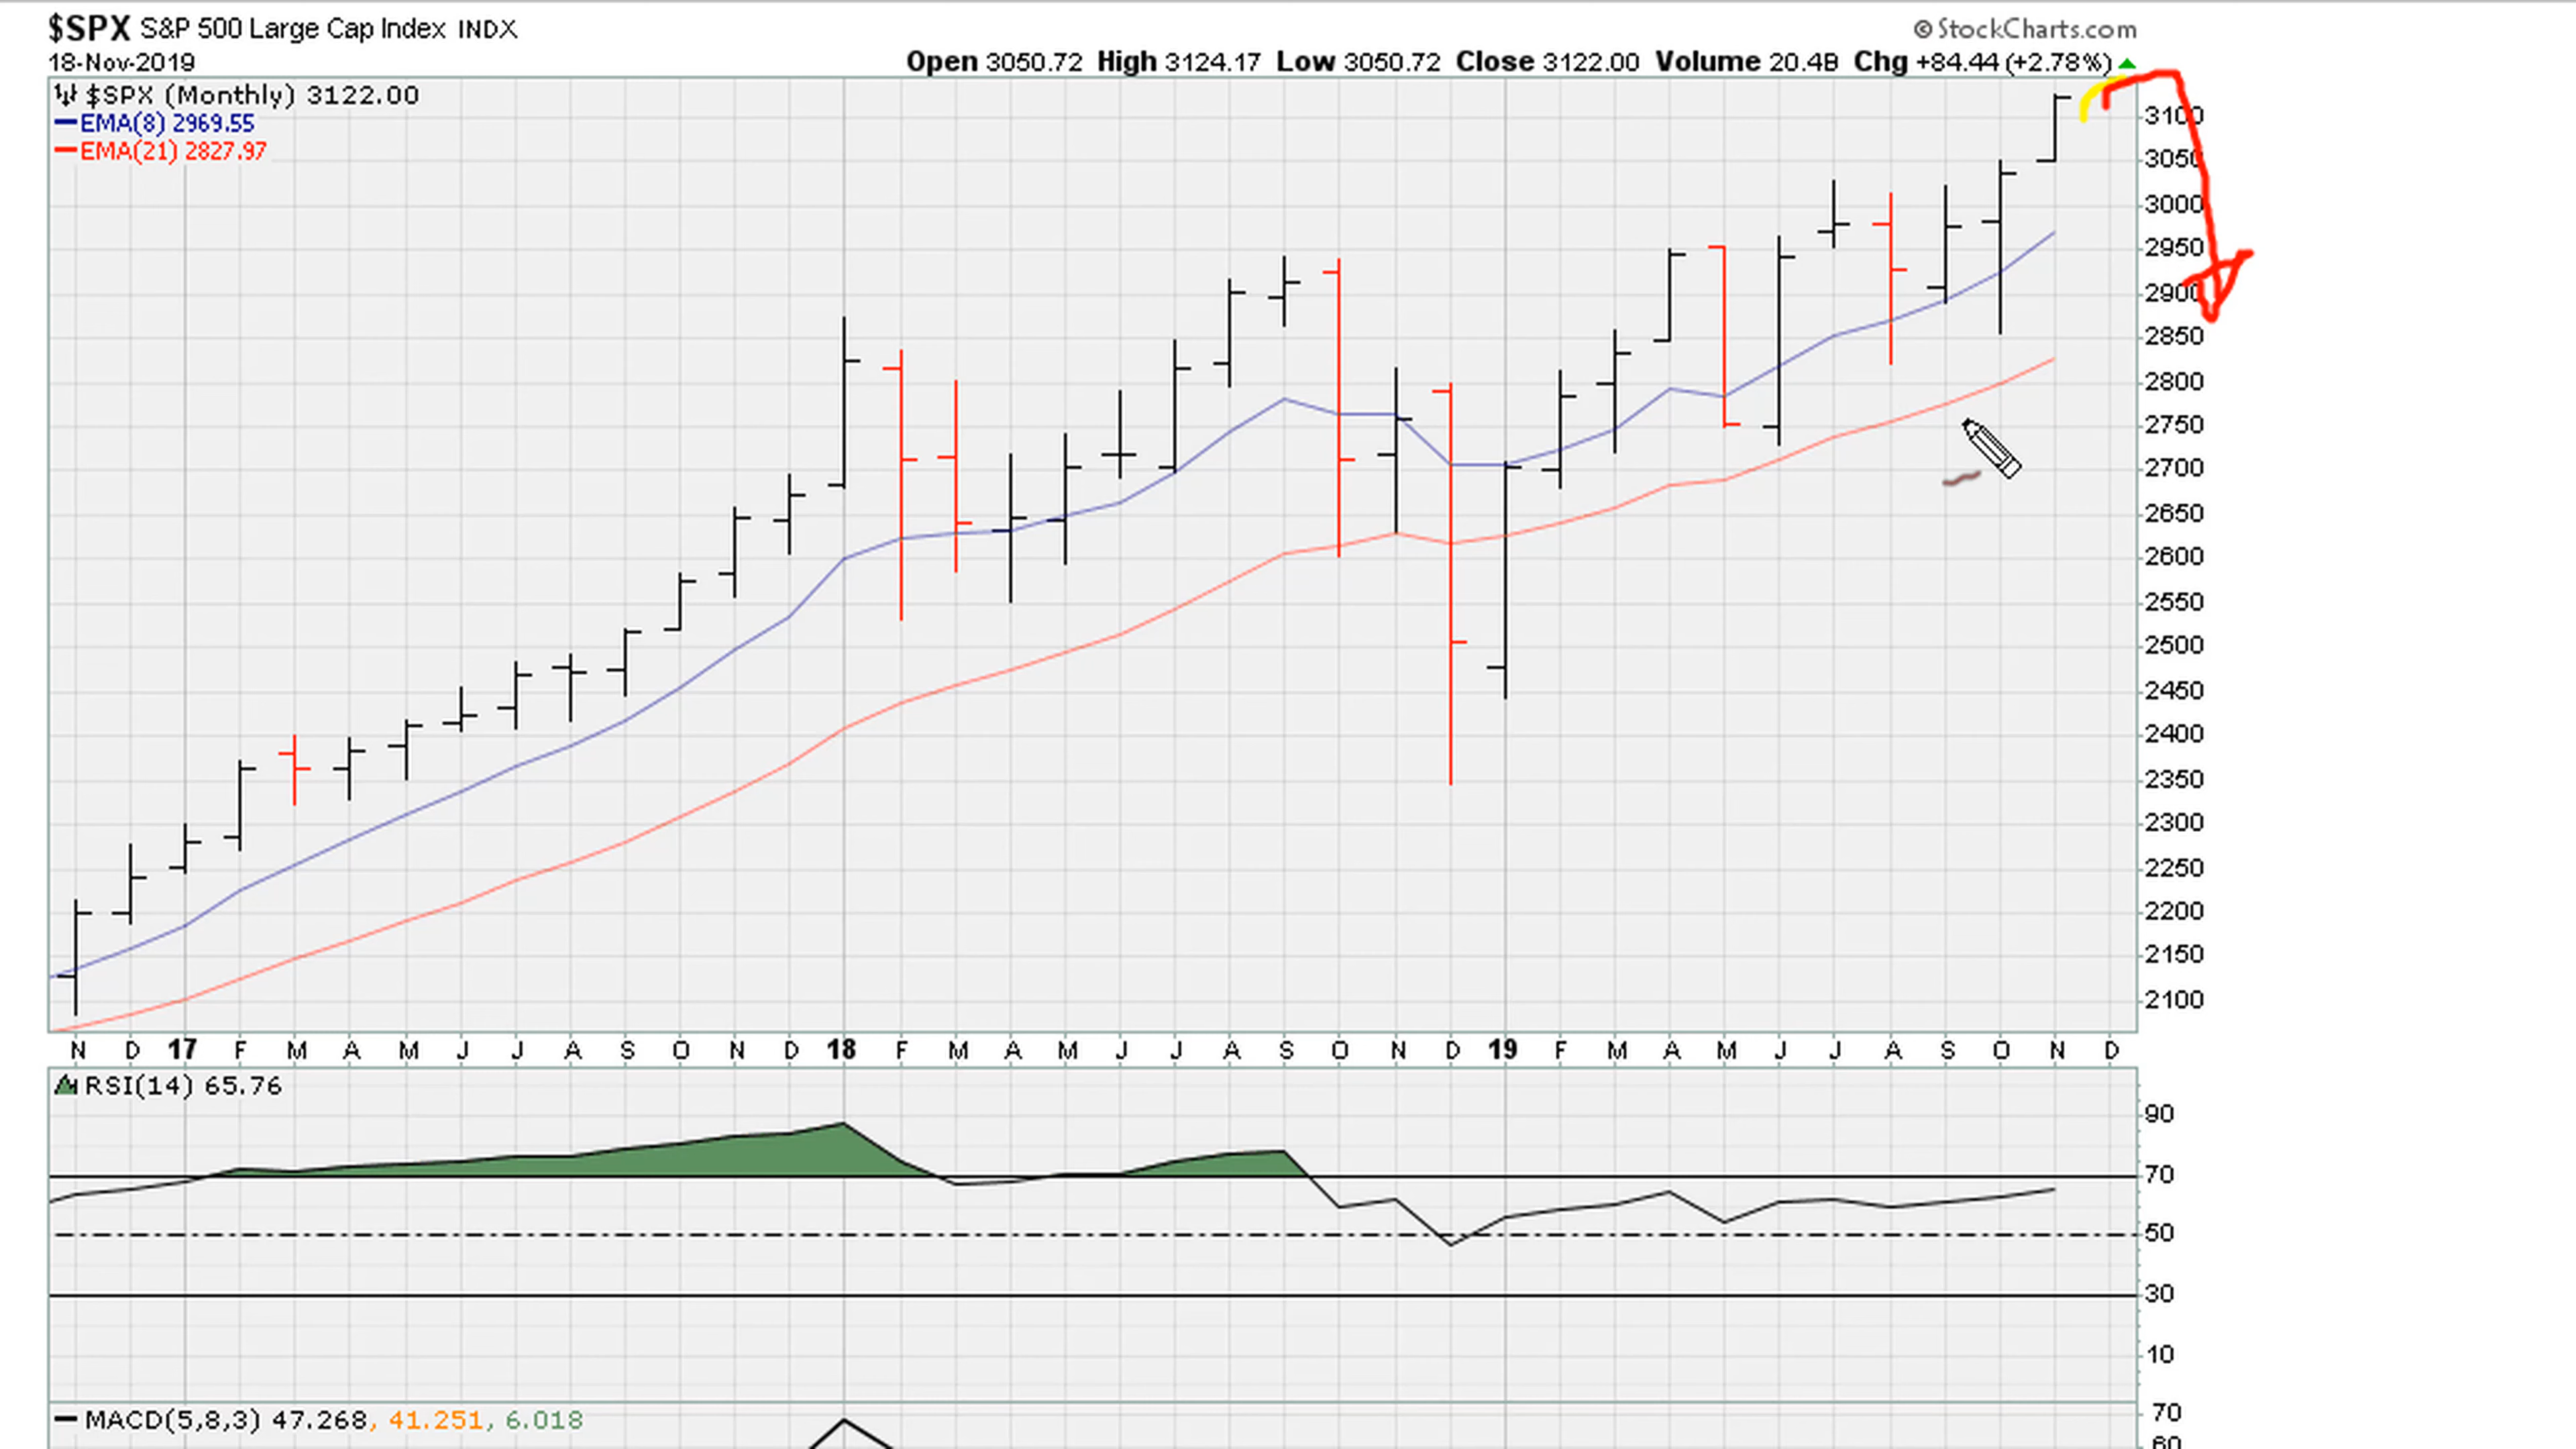 $SPX S&P 500 Large Cap Index INDX
© StockCharts.com
18-Nov-2019
Open 3050.72 High 3124.17 Low 3050.72 Close 3122.00 Volume 20.4B Chg +84.44 (+2.78%)
$SPX (Monthly) 3122.00
EMA(8) 2969.55
EMA(21) 2827.97
3100
3050
3000
2950
2900
2850
2800
2750
2700
2650
2600
2550
2500
2450
2400
2350
2300
2250
2200
2150
2100
N D 17 F M A M J J A S O N D 18 F M A M J J A S O N D 19 F M A M J J A S O N D
RSI(14) 65.76
90
70
50
30
10
MACD(5,8,3) 47.268, 41.251, 6.018
70
60